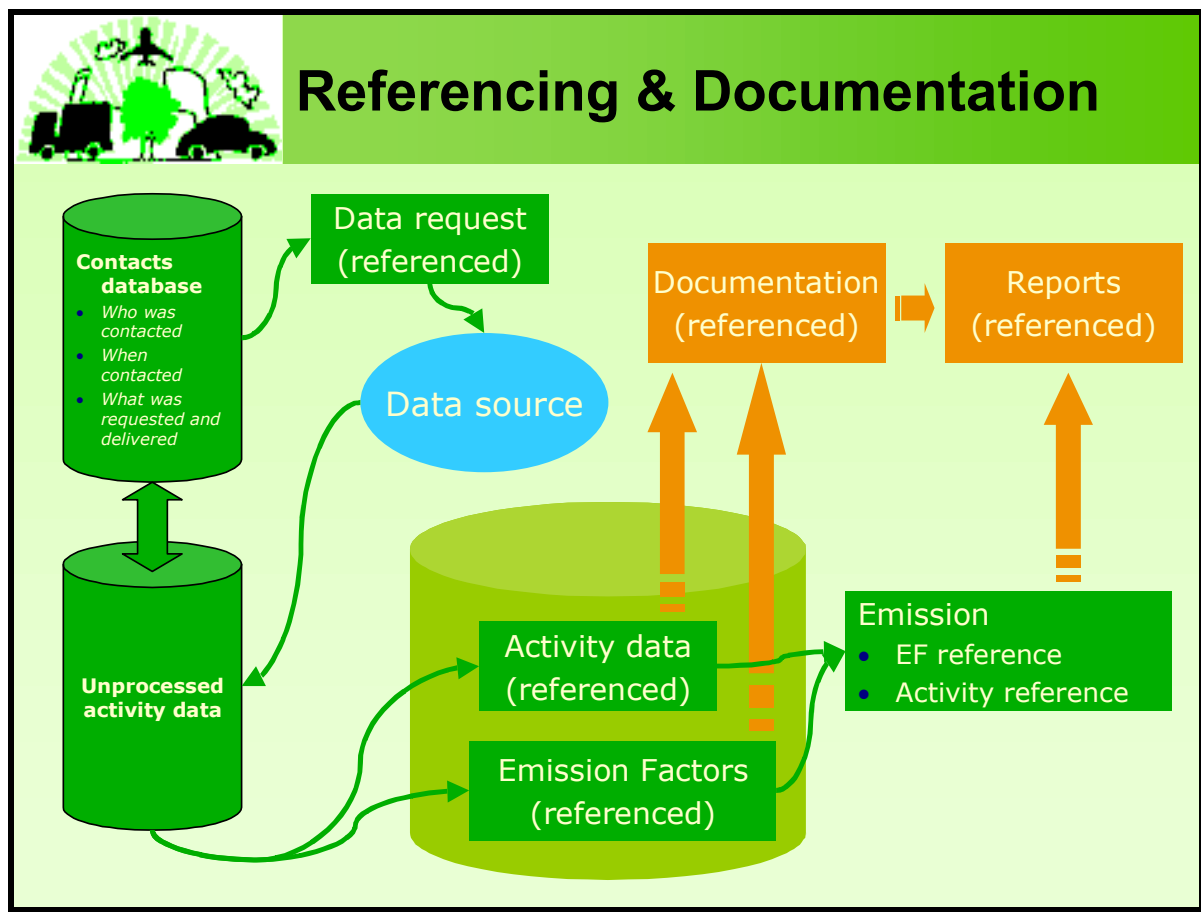 Referencing & Documentation
Contacts
database
• Who was
contacted
• When
contacted
• What was
requested and
delivered
Data request
(referenced)
Data source
Documentation
(referenced)
Reports
(referenced)
Unprocessed
activity data
Activity data
(referenced)
Emission Factors
(referenced)
Emission
• EF reference
• Activity reference